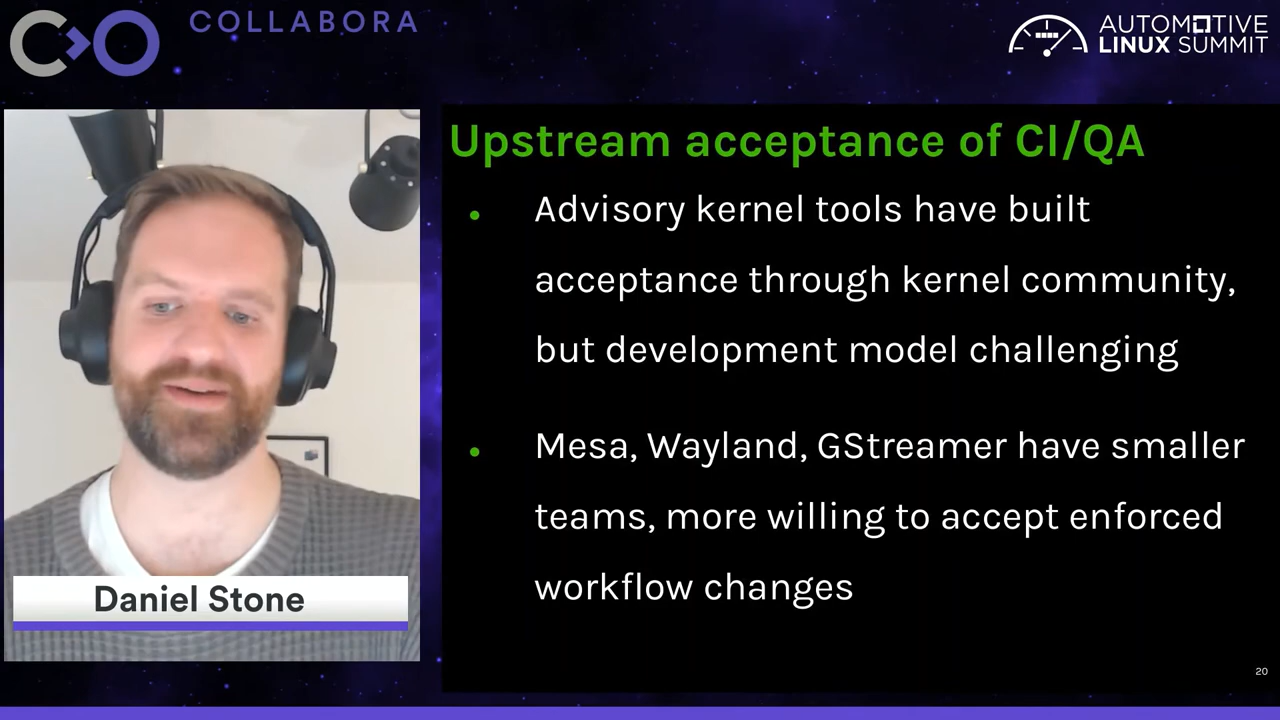 COLLABORA
AUTOMOTIVE
LINUX SUMMIT
Upstream acceptance of CI/QA
• Advisory kernel tools have built
acceptance through kernel community,
but development model challenging
• Mesa, Wayland, GStreamer have smaller
teams, more willing to accept enforced
workflow changes
Daniel Stone
20